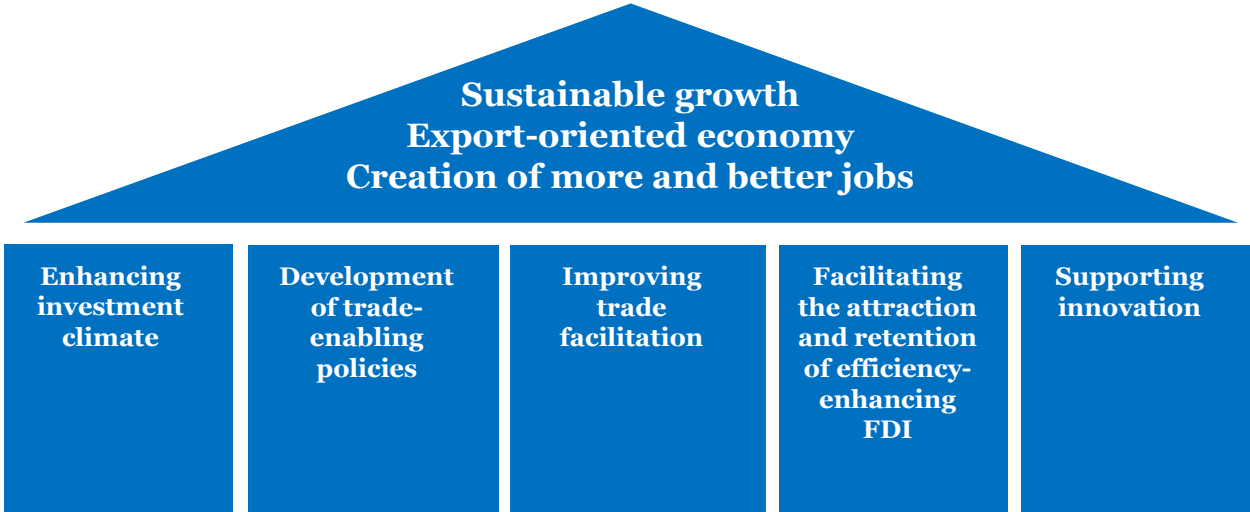 Sustainable growth
Export-oriented economy
Creation of more and better jobs
Enhancing
investment
climate
Development
of trade-
enabling
policies
Improving
trade
facilitation
Facilitating
the attraction
and retention
of efficiency-
enhancing
FDI
Supporting
innovation